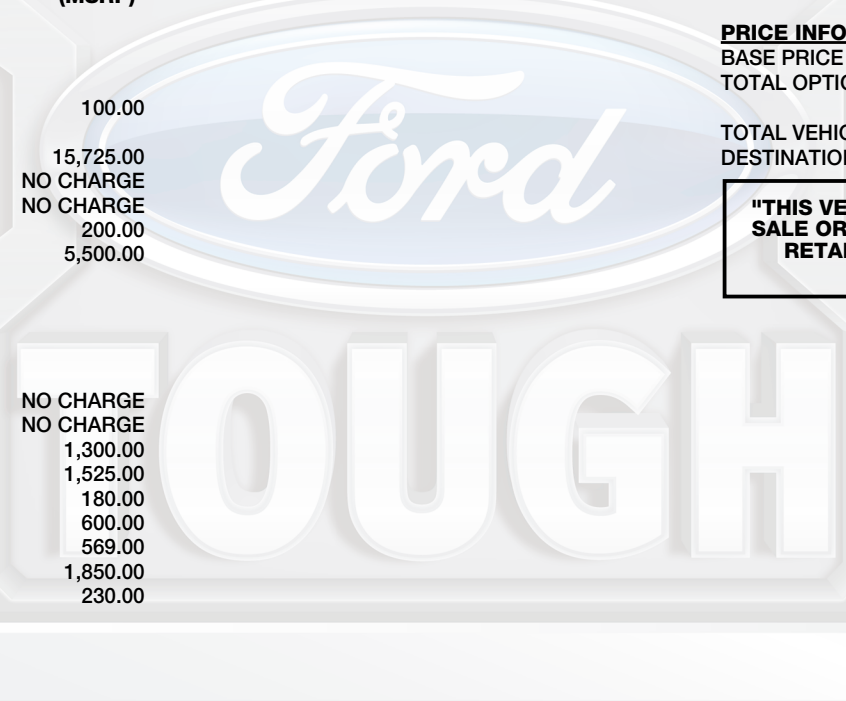 (MSRP)
100.00
15,725.00
NO CHARGE
NO CHARGE
200.00
5,500.00
NO CHARGE
NO CHARGE
1,300.00
1,525.00
180.00
600.00
569.00
1,850.00
230.00
PRICE INFO
BASE PRICE
TOTAL OPTIO
TOTAL VEHIC
DESTINATION
"THIS VE
SALE OR
RETAI
Ford
TOUGH